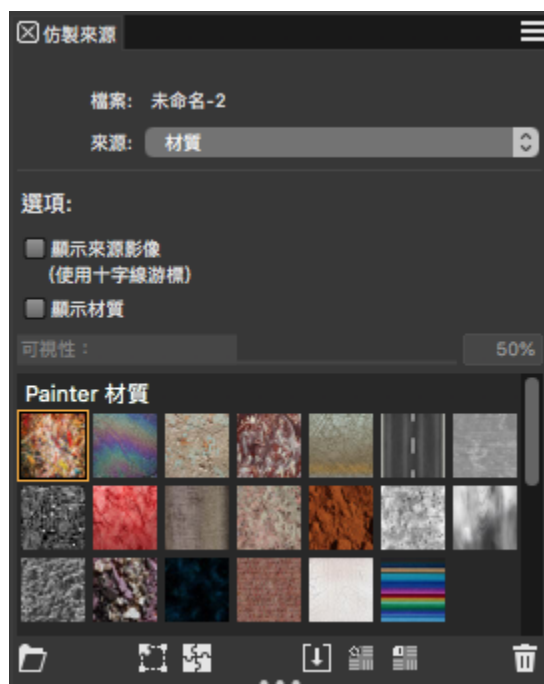 仿製來源
檔案: 未命名-2
來源: 材質
選項:
顯示來源影像
(使用十字線游標)
顯示材質
可視性: 50%
Painter 材質